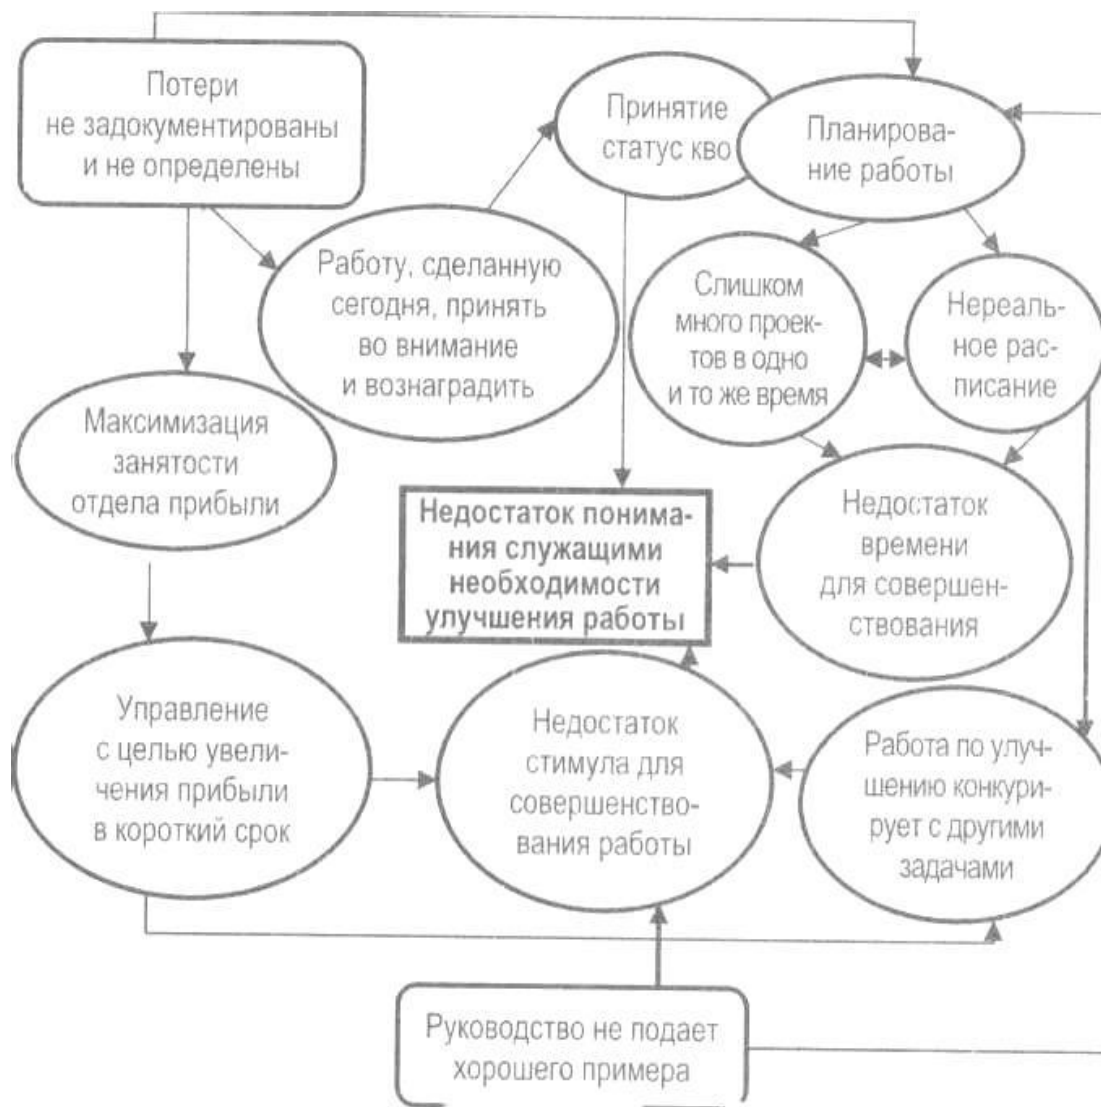 Потери
не задокументированы
и не определены
Принятие
статус кво
Планирова-
ние работы
Работу, сделанную
сегодня, принять
во внимание
и вознаградить
Слишком
много проек-
тов в одно
и то же время
Нереаль-
ное рас-
писание
Максимизация
занятости
отдела прибыли
Недостаток понима-
ния служащими
необходимости
улучшения работы
Недостаток
времени
для совершен-
ствования
Управление
с целью увели-
чения прибыли
в короткий срок
Недостаток
стимула для
совершенство-
вания работы
Работа по улуч-
шению конкури-
рует с другими
задачами
Руководство не подает
хорошего примера